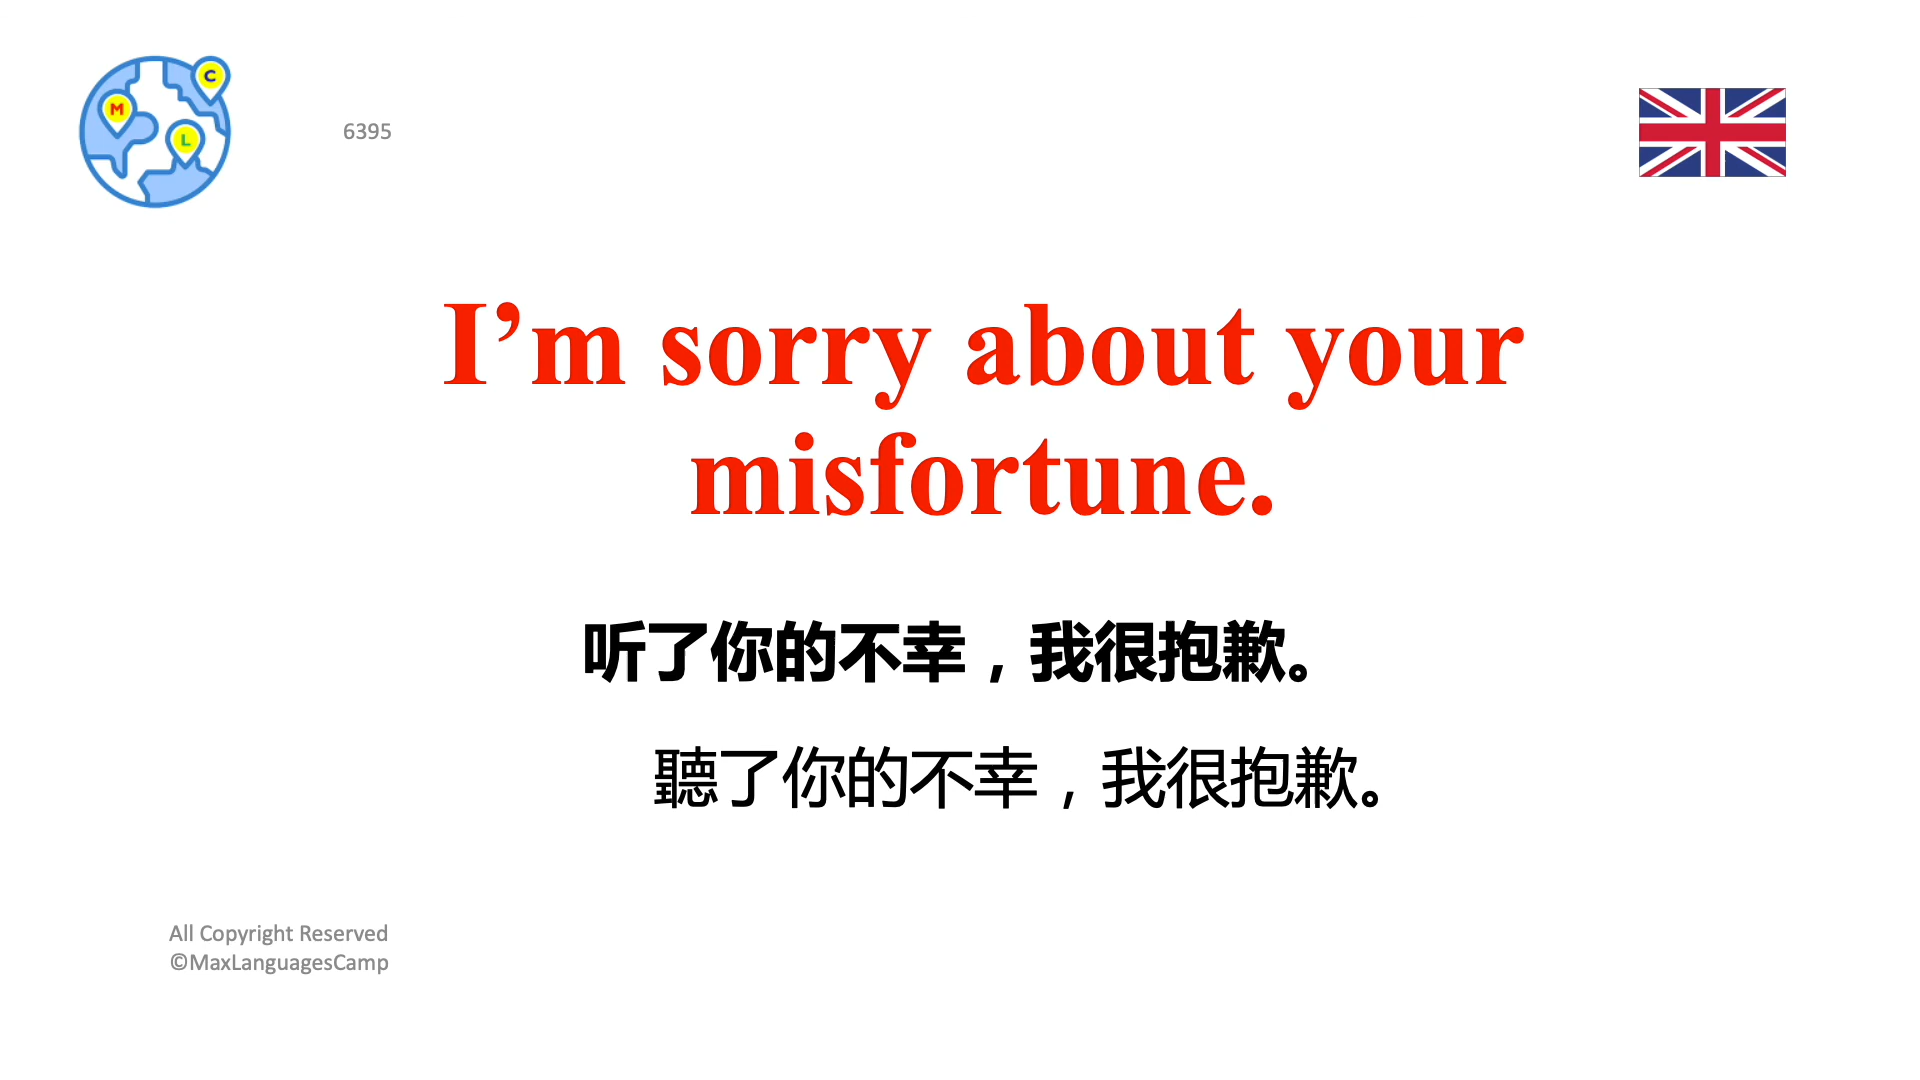 C
M
L
6395
I’m sorry about your
misfortune.
听了你的不幸，我很抱歉。
聽了你的不幸，我很抱歉。
All Copyright Reserved
©MaxLanguagesCamp